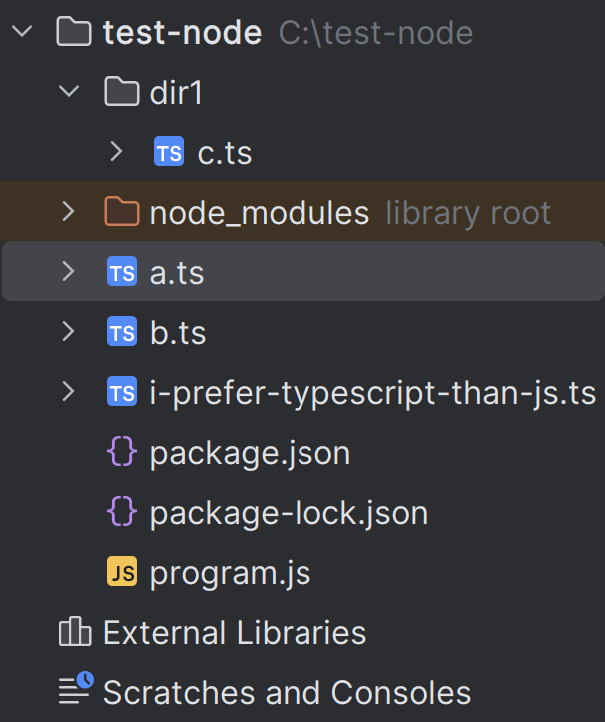 test-node C:\test-node
dir1
TS c.ts
node_modules library root
TS a.ts
TS b.ts
TS i-prefer-typescript-than-js.ts
{} package.json
{} package-lock.json
JS program.js
External Libraries
Scratches and Consoles